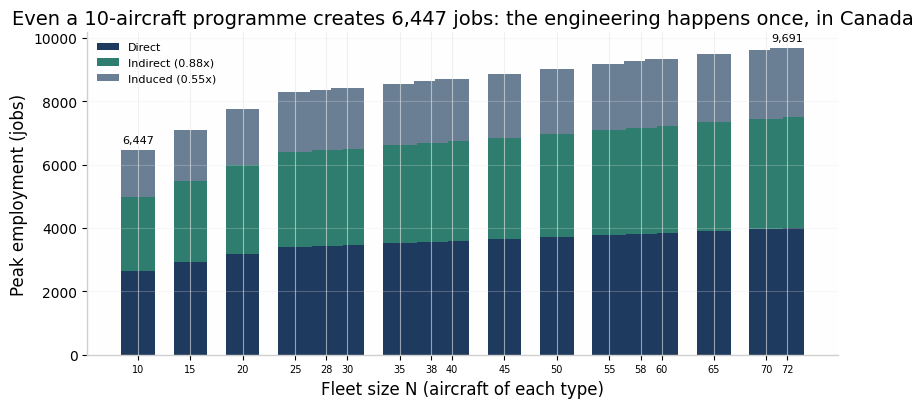 Even a 10-aircraft programme creates 6,447 jobs: the engineering happens once, in Canada
Direct
Indirect (0.88x)
Induced (0.55x)
6,447
9,691
Peak employment (jobs)
10000
8000
6000
4000
2000
0
10 15 20 25 28 30 35 38 40 45 50 55 58 60 65 70 72
Fleet size N (aircraft of each type)